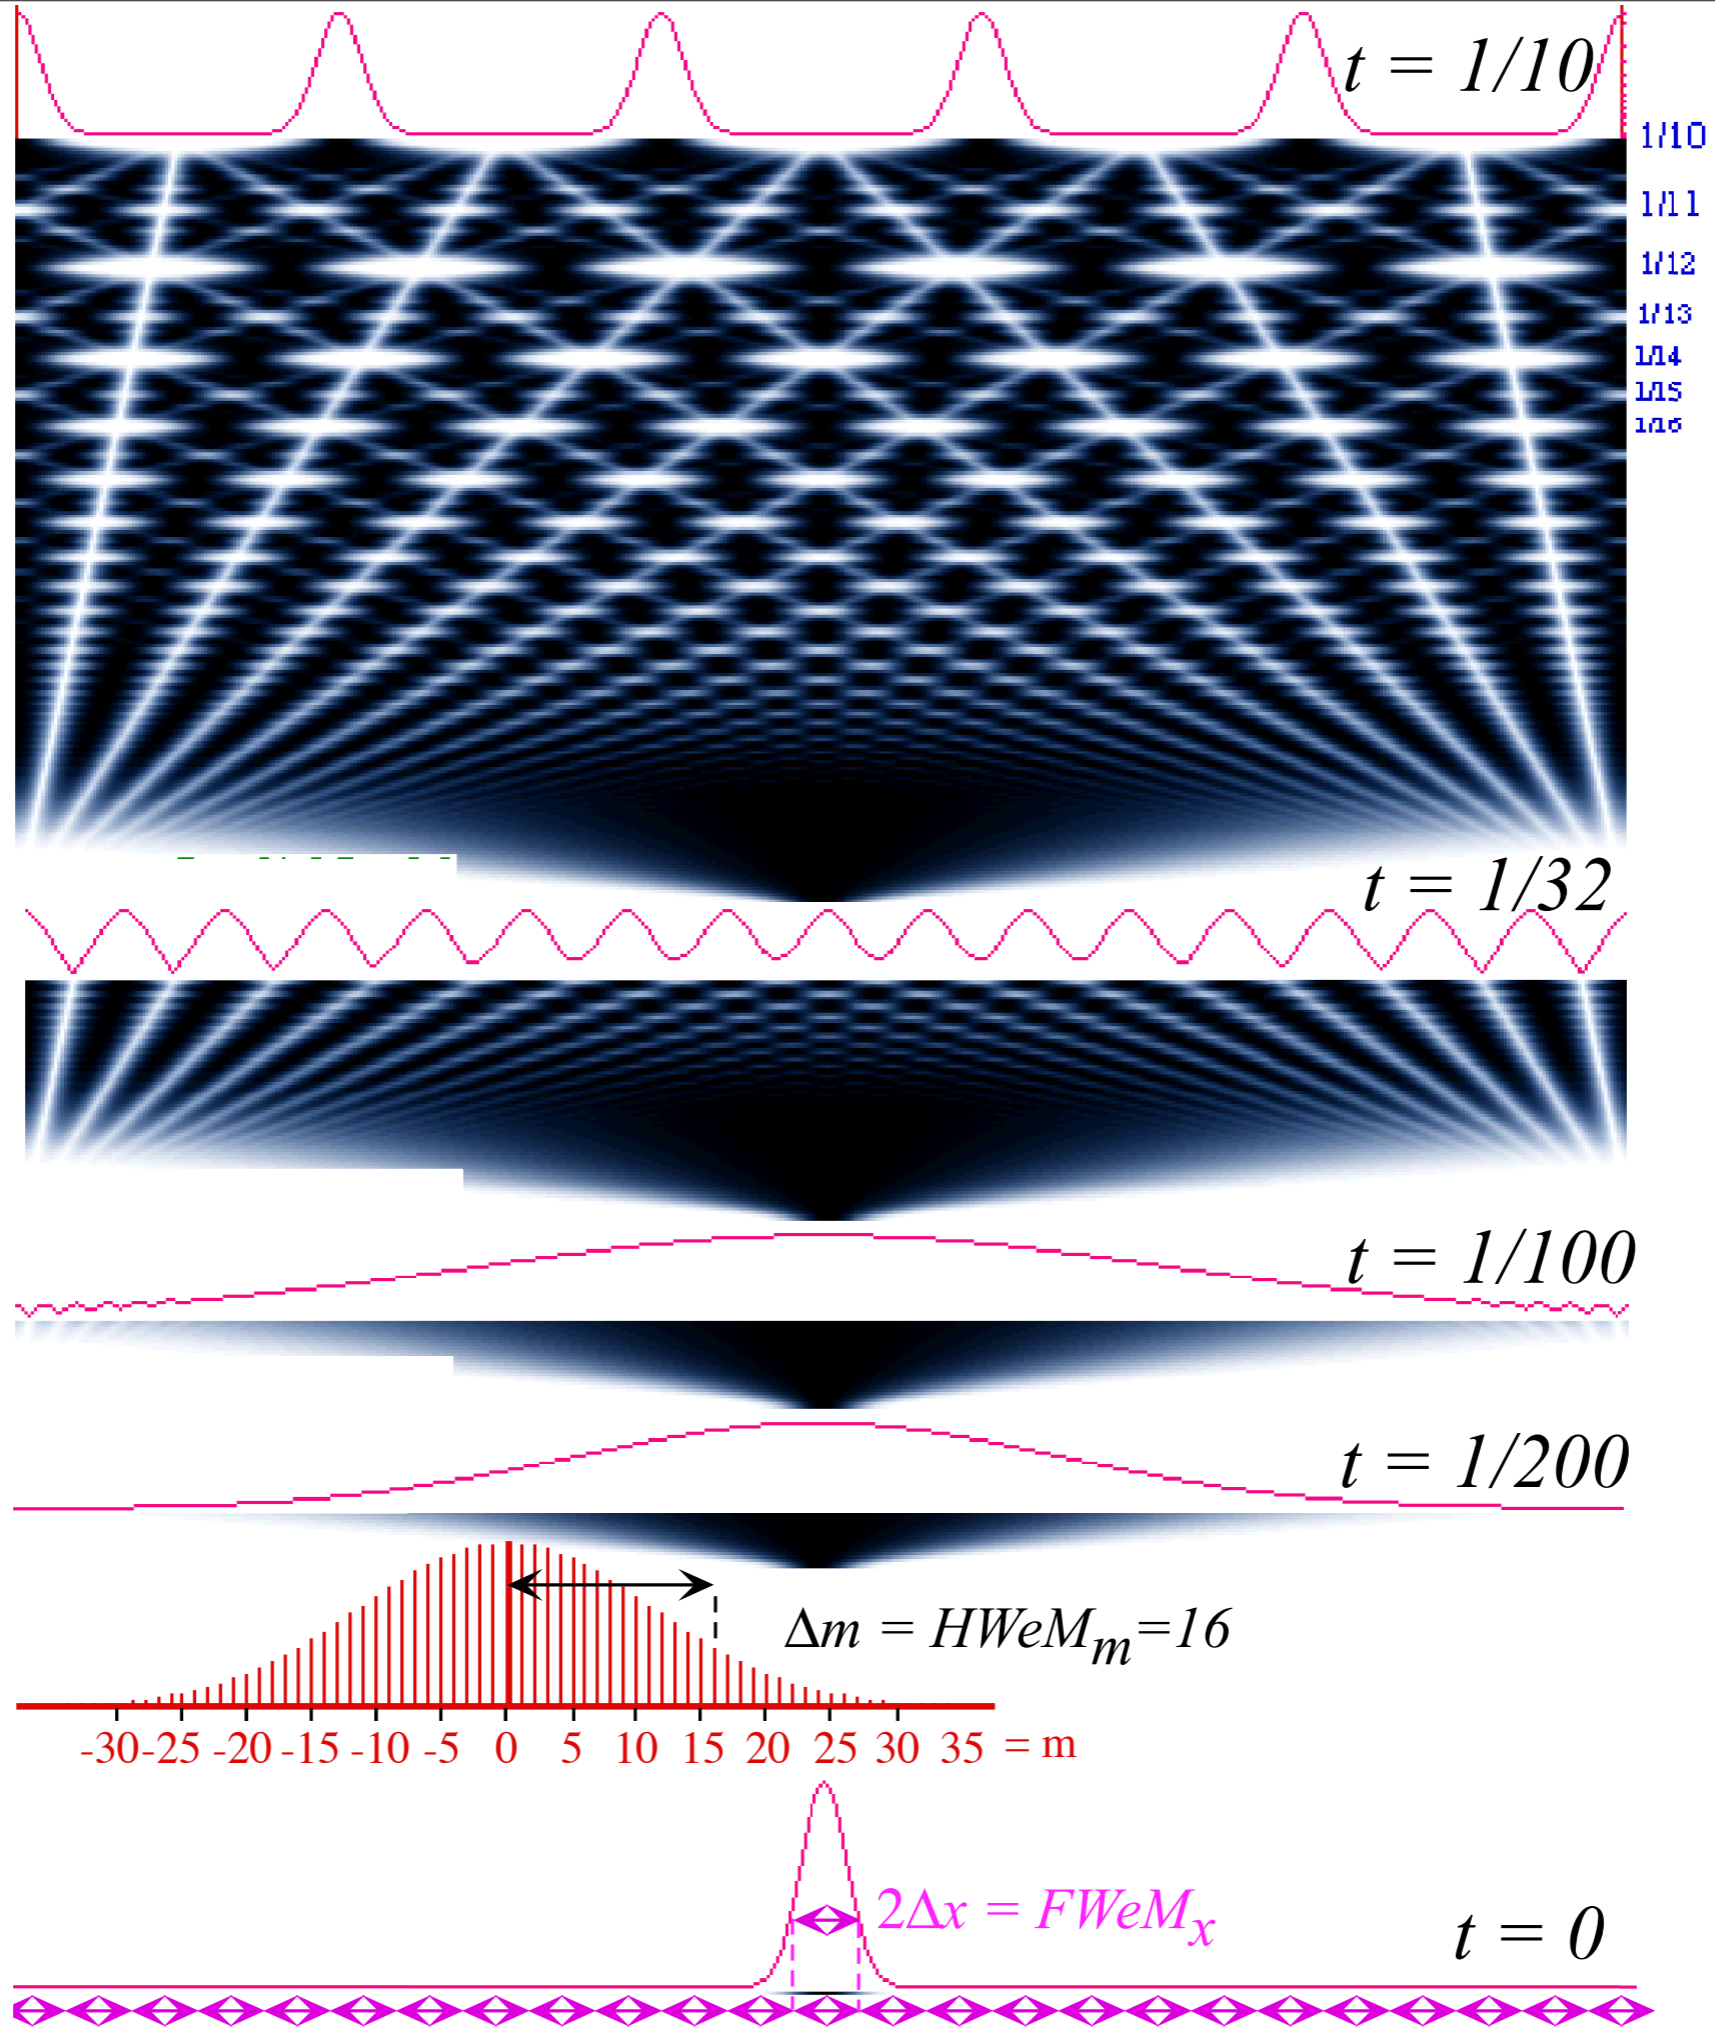 t = 1/10
1/10
1/11
1/12
1/13
1/14
1/15
1/16
t = 1/32
t = 1/100
t = 1/200
Δm = HWeMm=16
-30 -25 -20 -15 -10 -5 0 5 10 15 20 25 30 35 = m
2Δx = FWeMx
t = 0